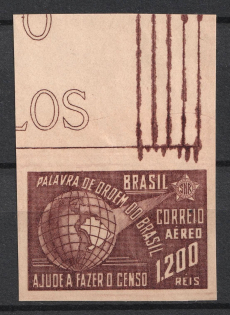 O
LOS
PALAVRA DE ORDEM DO BRASIL
BRASIL
CORREIO
AÉREO
1.200
REIS
AJUDE A FAZER O CENSO